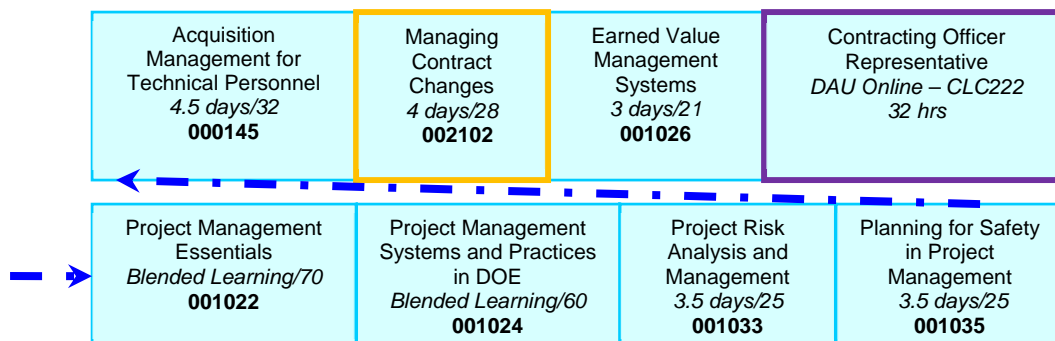 Acquisition
Management for
Technical Personnel
4.5 days/32
000145
Managing
Contract
Changes
4 days/28
002102
Earned Value
Management
Systems
3 days/21
001026
Contracting Officer
Representative
DAU Online – CLC222
32 hrs
Project Management
Essentials
Blended Learning/70
001022
Project Management
Systems and Practices
in DOE
Blended Learning/60
001024
Project Risk
Analysis and
Management
3.5 days/25
001033
Planning for Safety
in Project
Management
3.5 days/25
001035